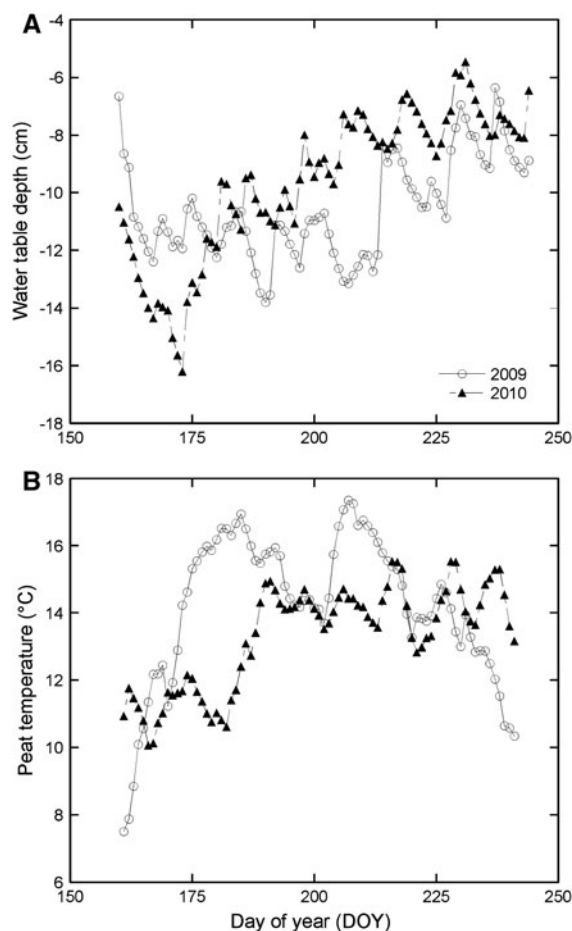 A
-4
-6
-8
-10
-12
-14
-16
-18
Water table depth (cm)
2009
2010
150 175 200 225 250
B
18
16
14
12
10
8
6
Peat temperature (°C)
150 175 200 225 250
Day of year (DOY)